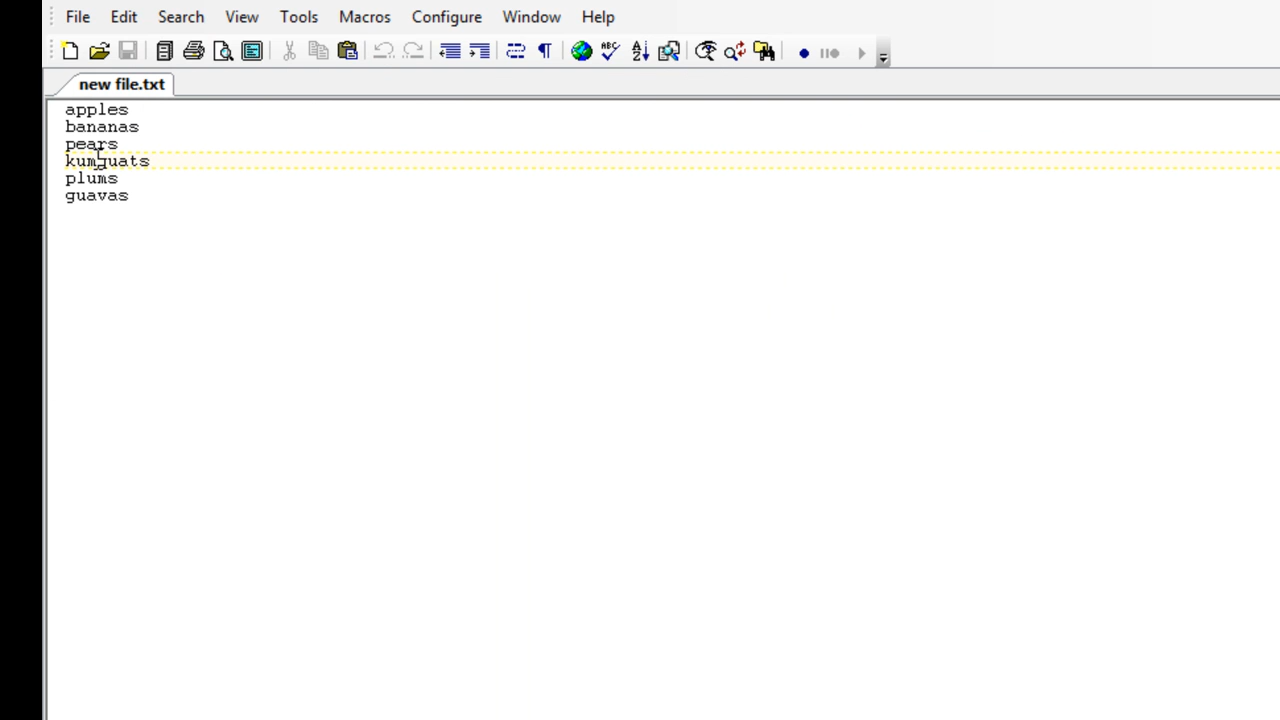 File Edit Search View Tools Macros Configure Window Help
new file.txt
apples
bananas
pears
kumquats
plums
guavas